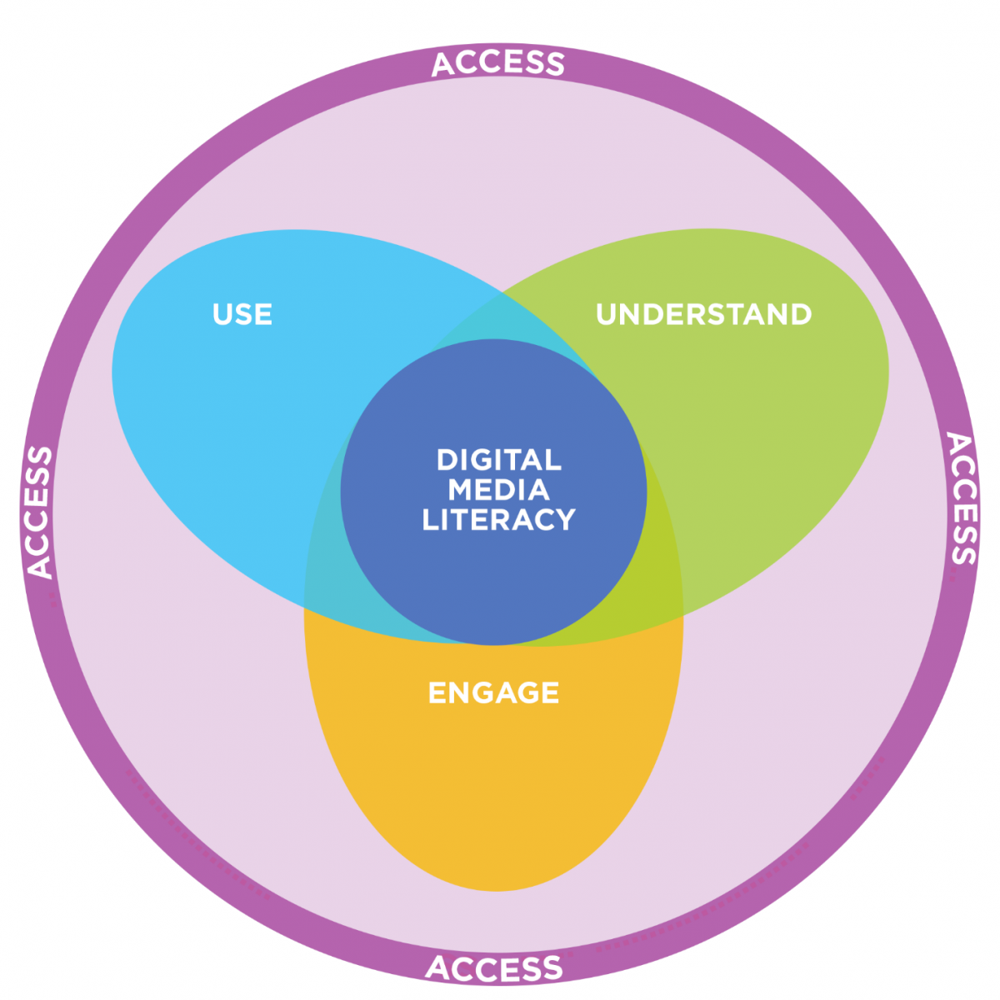 ACCESS
USE
UNDERSTAND
ACCESS
DIGITAL
MEDIA
LITERACY
ACCESS
ENGAGE
ACCESS